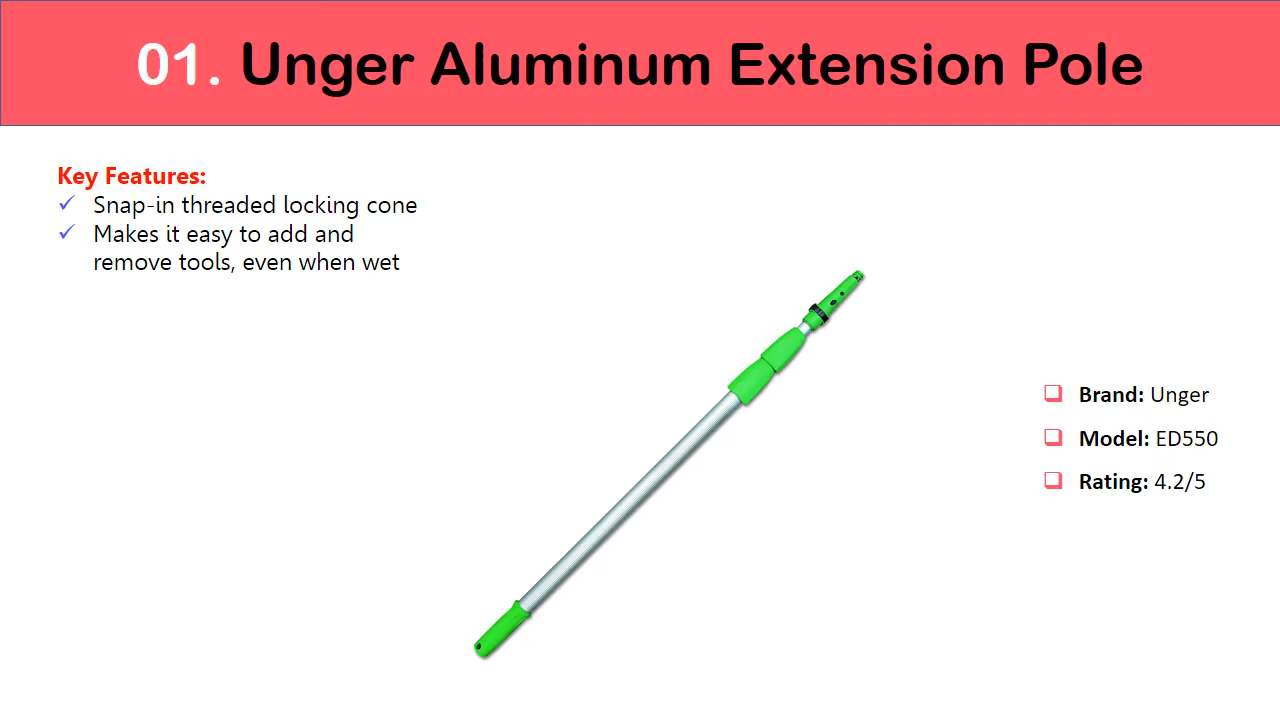 01. Unger Aluminum Extension Pole
Key Features:
Snap-in threaded locking cone
Makes it easy to add and
remove tools, even when wet
Brand: Unger
Model: ED550
Rating: 4.2/5